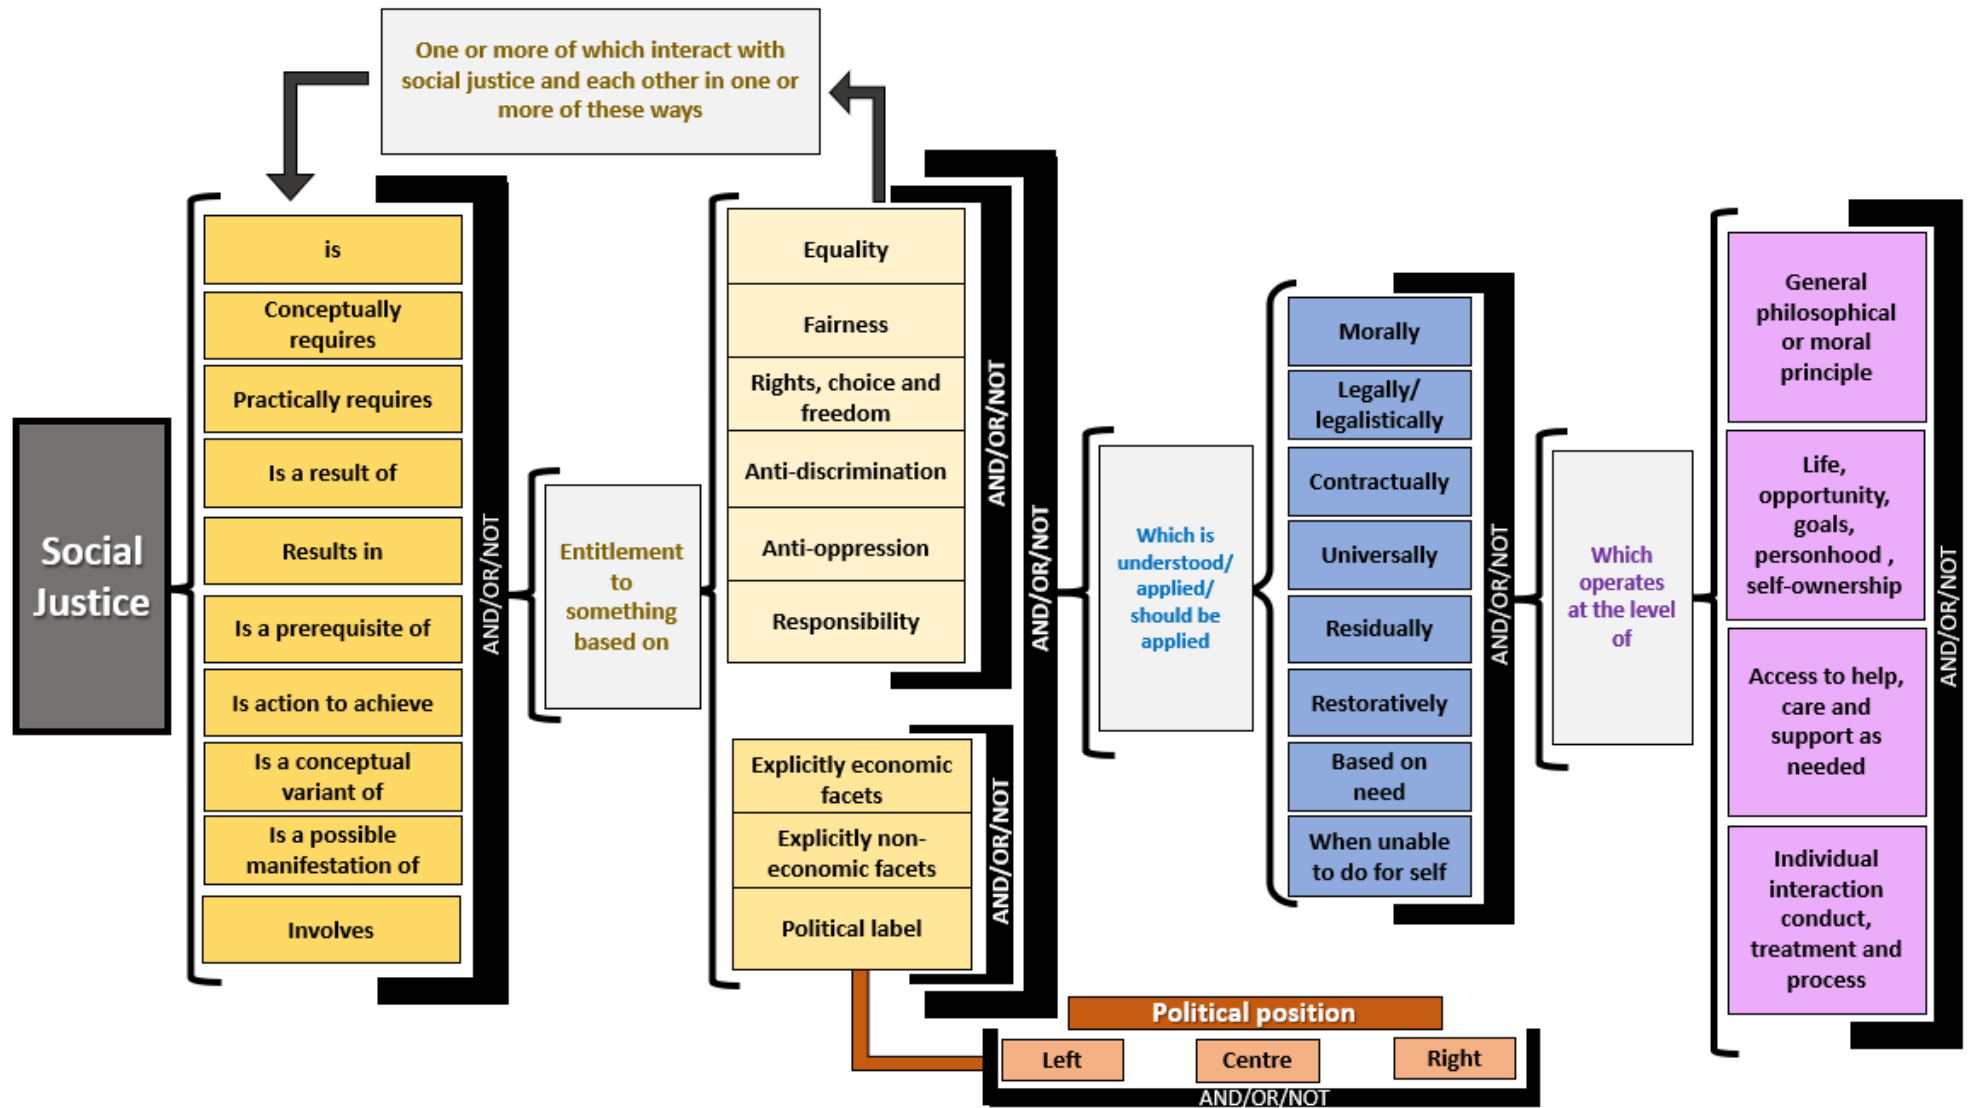 One or more of which interact with
social justice and each other in one or
more of these ways
Social
Justice
is
Conceptually
requires
Practically requires
Is a result of
Results in
Is a prerequisite of
Is action to achieve
Is a conceptual
variant of
Is a possible
manifestation of
Involves
AND/OR/NOT
Entitlement
to
something
based on
Equality
Fairness
Rights, choice and
freedom
Anti-discrimination
Anti-oppression
Responsibility
AND/OR/NOT
Explicitly economic
facets
Explicitly non-
economic facets
Political label
AND/OR/NOT
AND/OR/NOT
Political position
Left
Centre
Right
AND/OR/NOT
Which is
understood/
applied/
should be
applied
Morally
Legally/
legalistically
Contractually
Universally
Residually
Restoratively
Based on
need
When unable
to do for self
AND/OR/NOT
Which
operates
at the level
of
General
philosophical
or moral
principle
Life,
opportunity,
goals,
personhood ,
self-ownership
Access to help,
care and
support as
needed
Individual
interaction
conduct,
treatment and
process
AND/OR/NOT